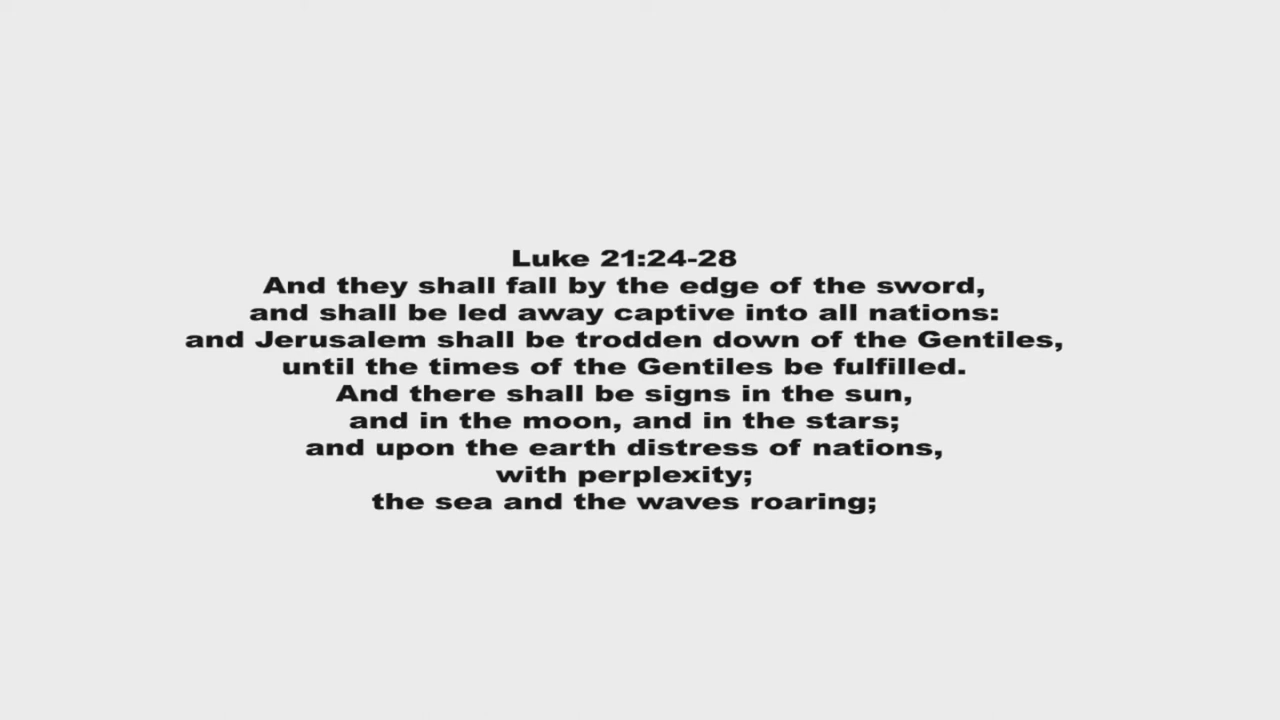 Luke 21:24-28
And they shall fall by the edge of the sword,
and shall be led away captive into all nations:
and Jerusalem shall be trodden down of the Gentiles,
until the times of the Gentiles be fulfilled.
And there shall be signs in the sun,
and in the moon, and in the stars;
and upon the earth distress of nations,
with perplexity;
the sea and the waves roaring;